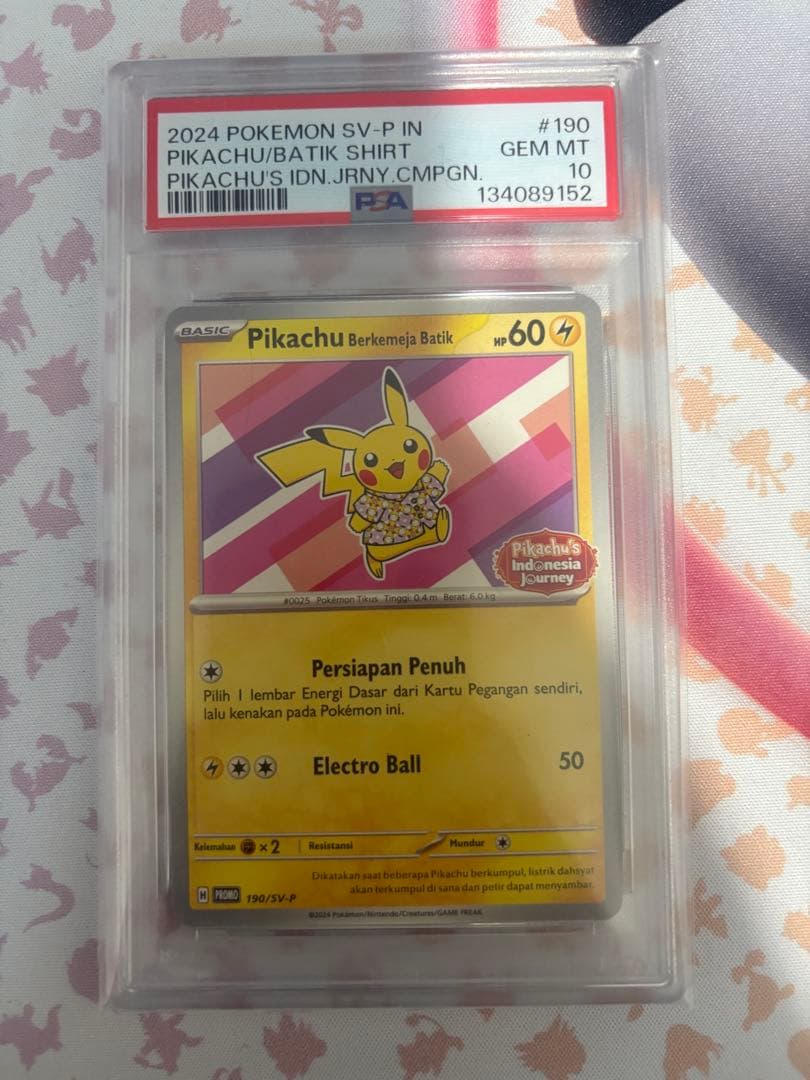 2024 POKEMON SV-P IN #190
PIKACHU/BATIK SHIRT GEM MT
PIKACHU'S IDN.JRNY.CMPGN. 10
PSA 134089152
BASIC Pikachu Berkemeja Batik HP 60
Pikachu's
Indonesia
Journey
#0025 Pokémon Tikus Tinggi: 0.4 m Berat: 6.0 kg
Persiapan Penuh
Pilih 1 lembar Energi Dasar dari Kartu Pegangan sendiri,
lalu kenakan pada Pokémon ini.
Electro Ball 50
Kelemahan ×2 Resistansi Mundur
Dikatakan saat beberapa Pikachu berkumpul, listrik dahsyat
akan terkumpul di sana dan petir dapat menyambar.
H PROMO 190/SV-P
©2024 Pokémon/Nintendo/Creatures/GAME FREAK